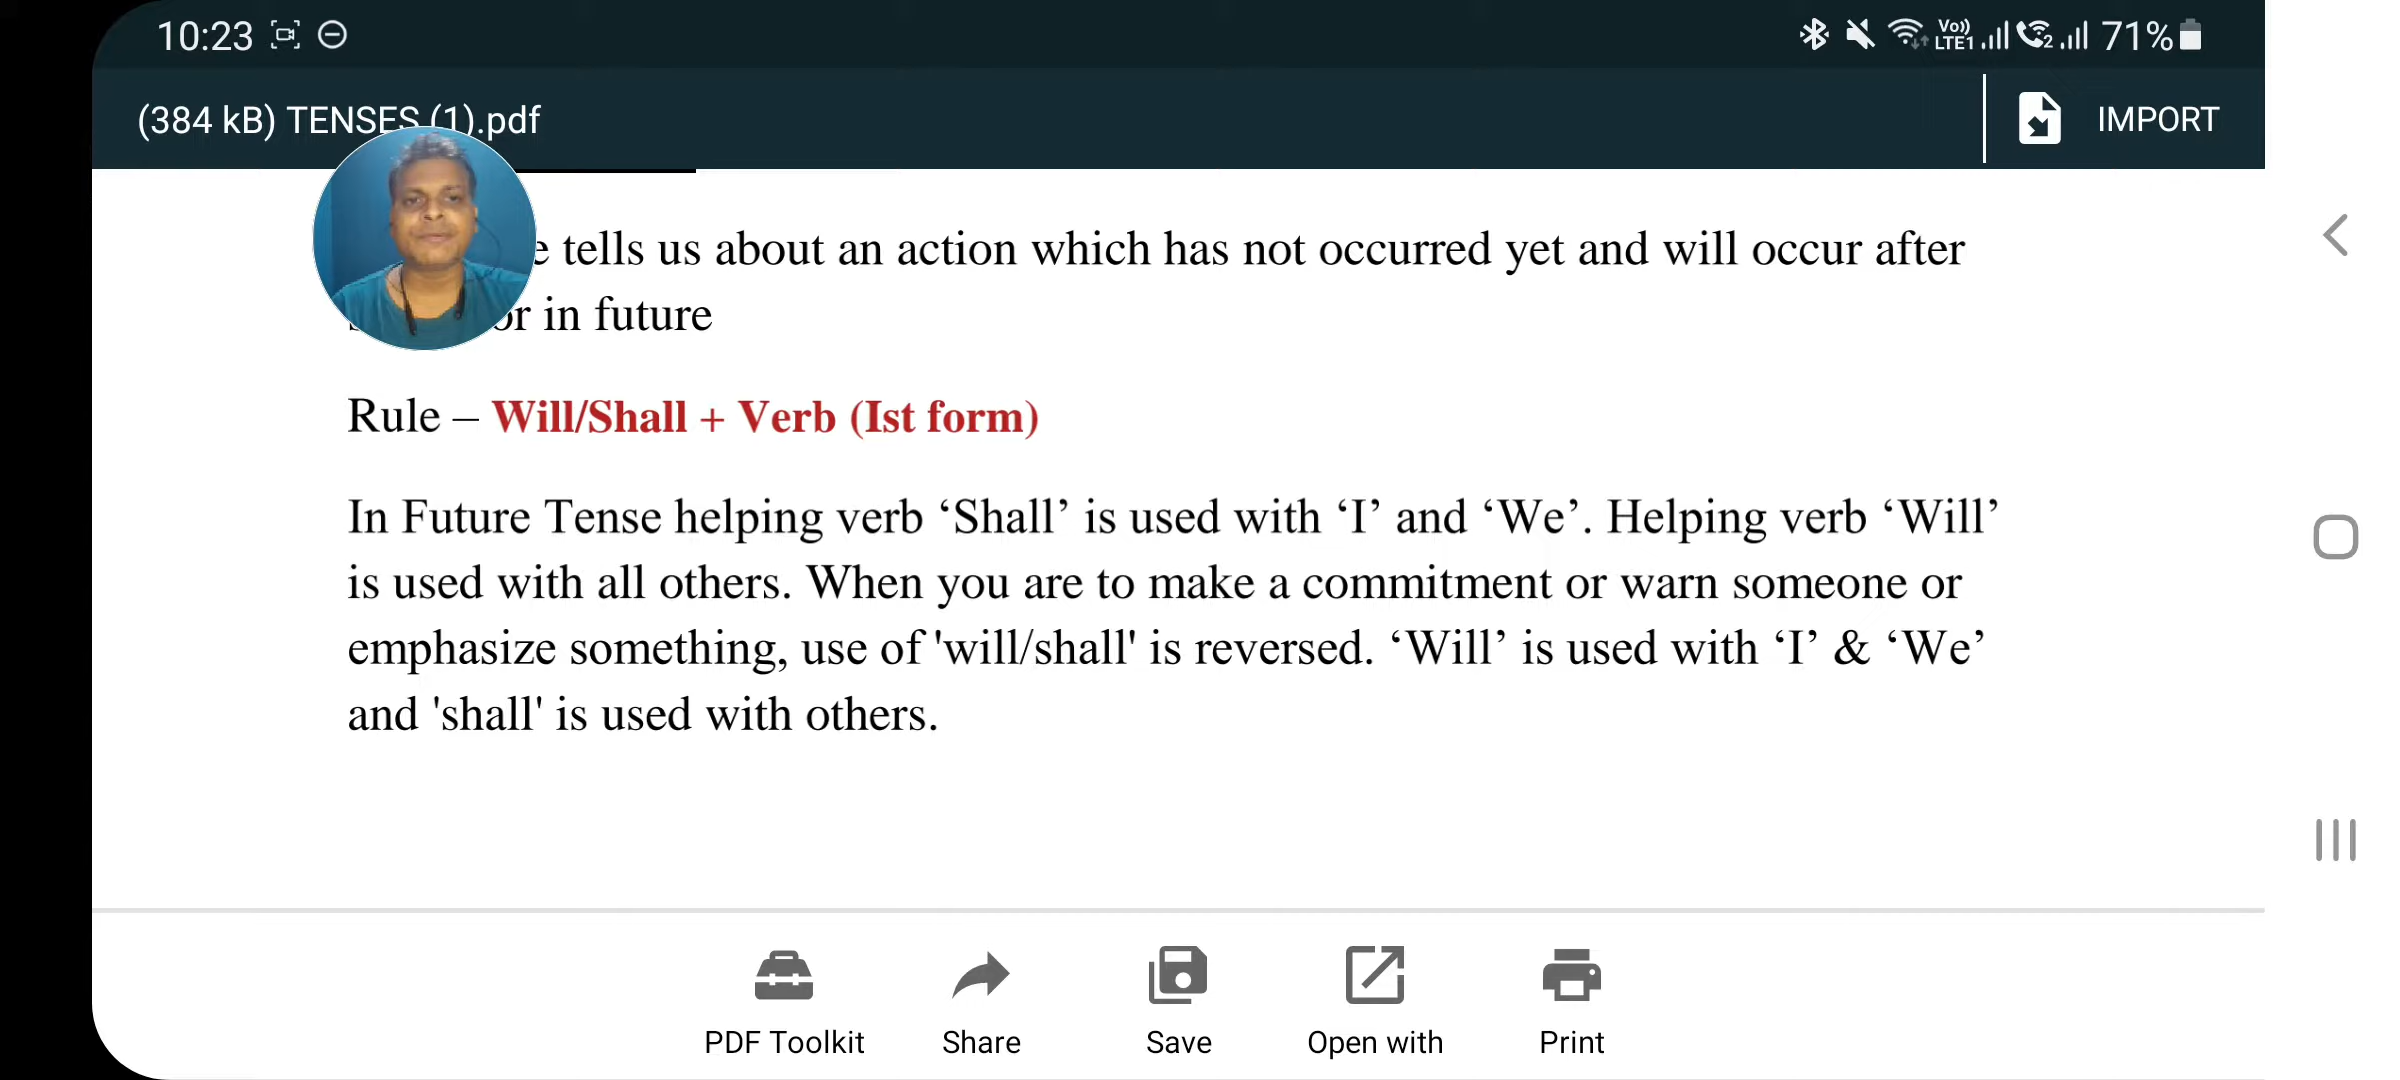 10:23 Vo)) LTE1 2 71%
(384 kB) TENSES (1).pdf IMPORT
tells us about an action which has not occurred yet and will occur after
or in future
Rule – Will/Shall + Verb (Ist form)
In Future Tense helping verb ‘Shall’ is used with ‘I’ and ‘We’. Helping verb ‘Will’
is used with all others. When you are to make a commitment or warn someone or
emphasize something, use of 'will/shall' is reversed. ‘Will’ is used with ‘I’ & ‘We’
and 'shall' is used with others.
PDF Toolkit Share Save Open with Print